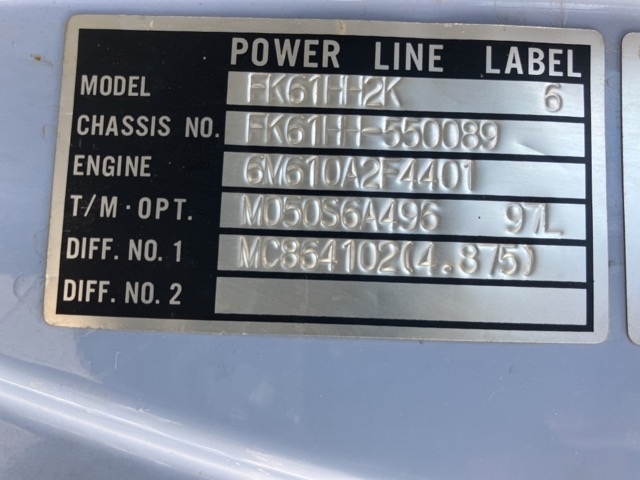 POWER LINE LABEL
MODEL FK61HH2K 6
CHASSIS NO. FK61HH-550089
ENGINE 6M610A2F4401
T/M·OPT. M050S6A496 97L
DIFF. NO. 1 MC864102(4.875)
DIFF. NO. 2